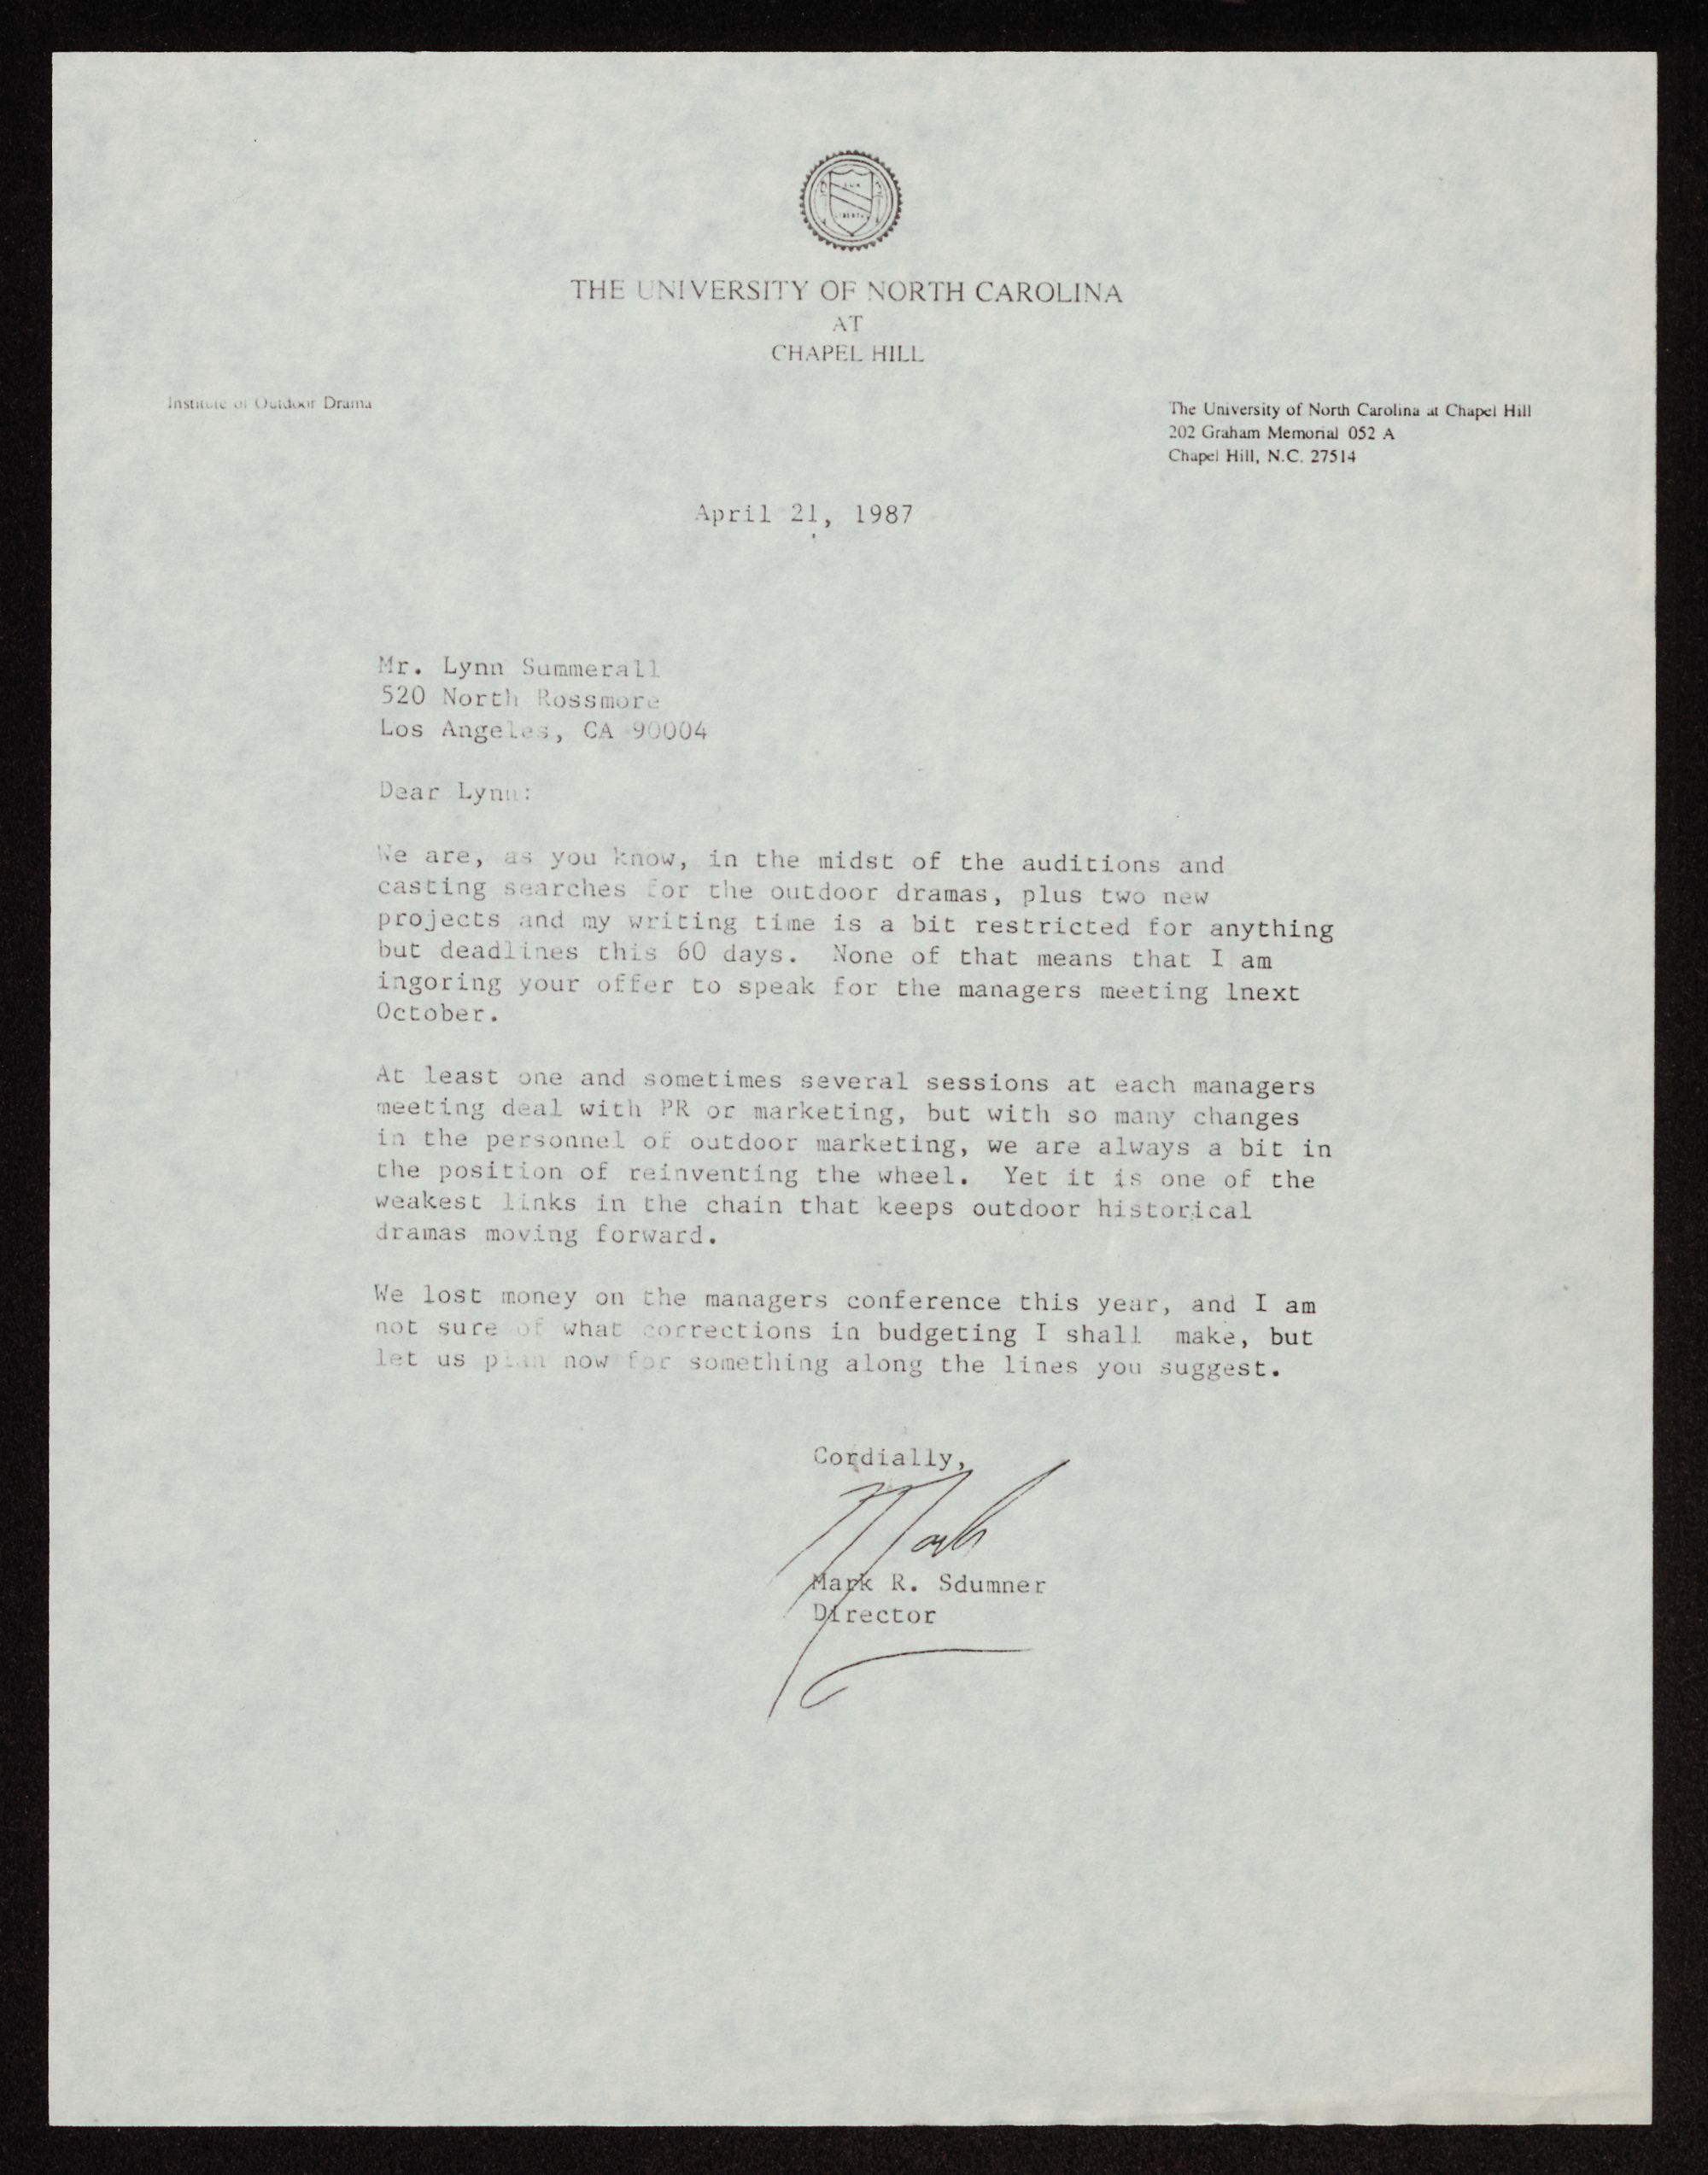 THE UNIVERSITY OF NORTH CAROLINA
AT
CHAPEL HILL
Institute of Outdoor Drama
The University of North Carolina at Chapel Hill
202 Graham Memorial 052 A
Chapel Hill, N.C. 27514
April 21, 1987
Mr. Lynn Summerall
520 North Rossmore
Los Angeles, CA 90004
Dear Lynn:
We are, as you know, in the midst of the auditions and
casting searches for the outdoor dramas, plus two new
projects and my writing time is a bit restricted for anything
but deadlines this 60 days. None of that means that I am
ingoring your offer to speak for the managers meeting lnext
October.
At least one and sometimes several sessions at each managers
meeting deal with PR or marketing, but with so many changes
in the personnel of outdoor marketing, we are always a bit in
the position of reinventing the wheel. Yet it is one of the
weakest links in the chain that keeps outdoor historical
dramas moving forward.
We lost money on the managers conference this year, and I am
not sure of what corrections in budgeting I shall make, but
let us plan now for something along the lines you suggest.
Cordially,
Mark
Mark R. Sdumner
Director